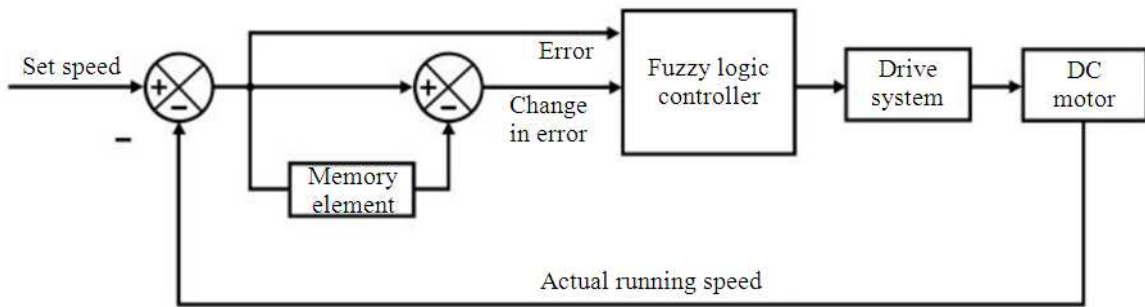 Set speed
+
−
−
+
−
Error
Change
in error
Memory
element
Fuzzy logic
controller
Drive
system
DC
motor
Actual running speed